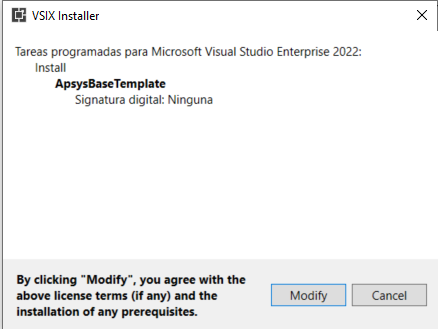 VSIX Installer
Tareas programadas para Microsoft Visual Studio Enterprise 2022:
Install
ApsysBaseTemplate
Signatura digital: Ninguna
By clicking "Modify", you agree with the
above license terms (if any) and the
installation of any prerequisites.
Modify
Cancel